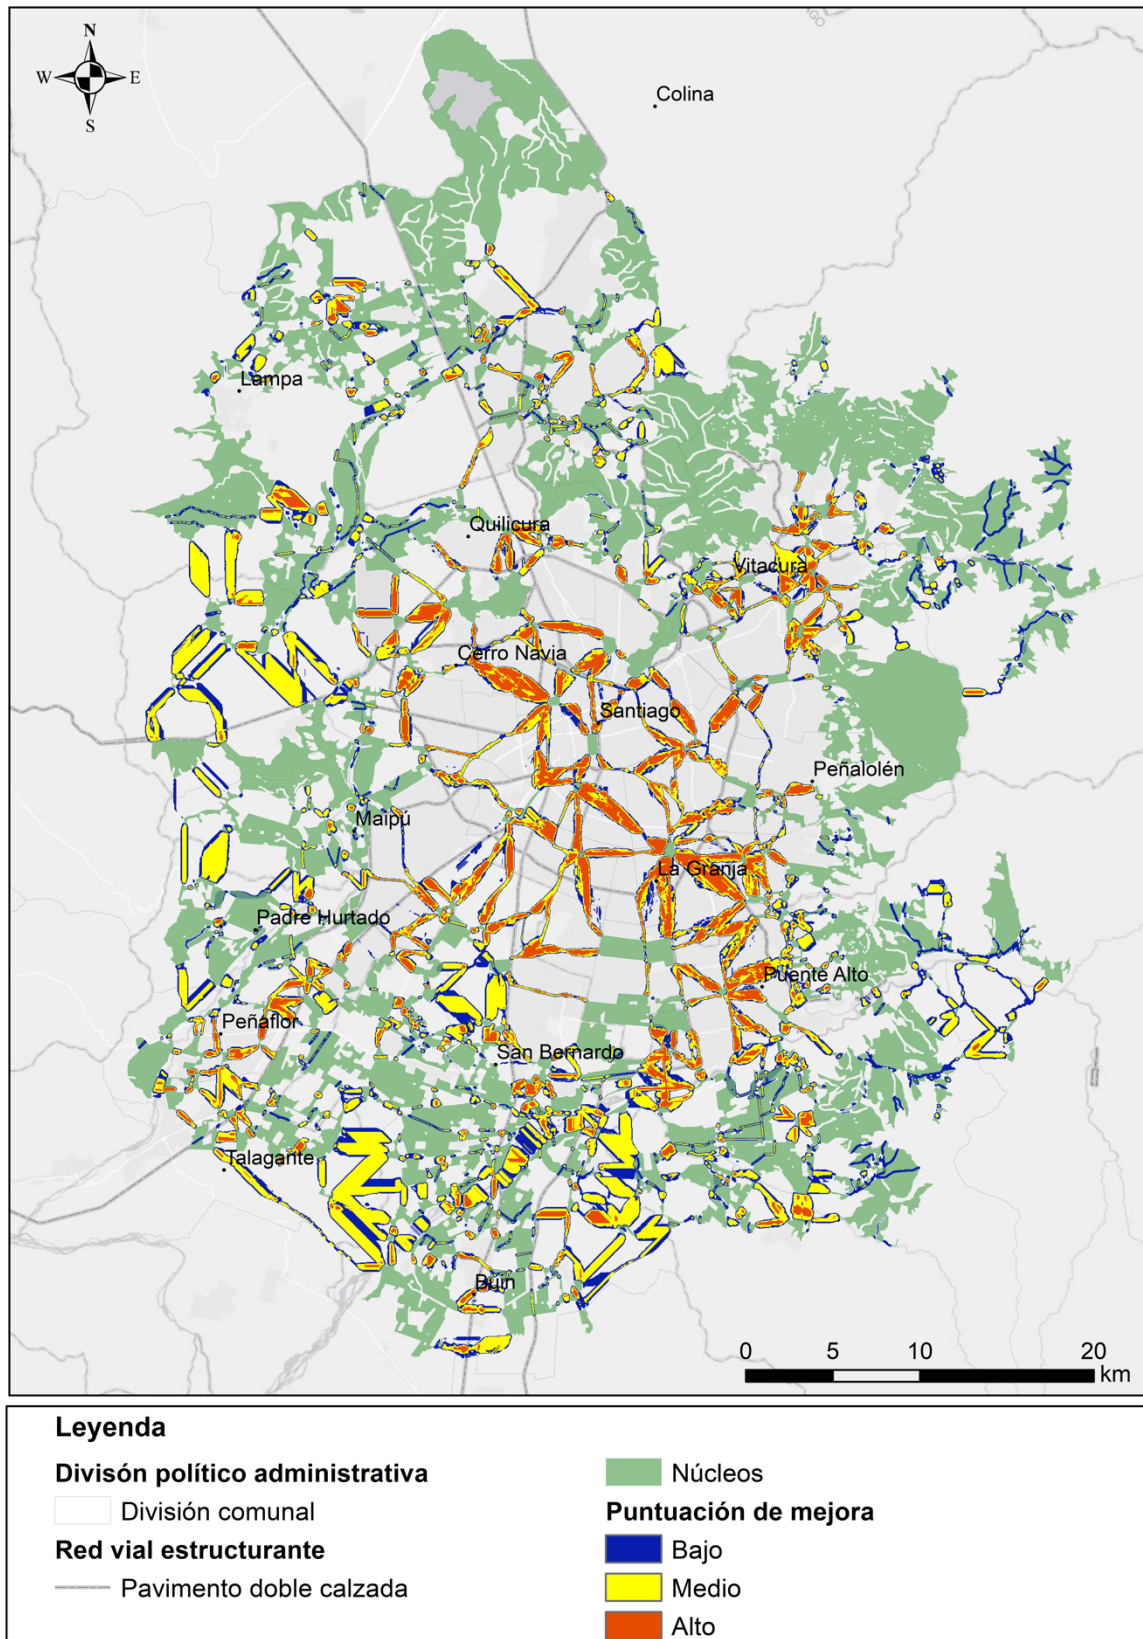 N
W E
S
Colina
Lampa
Quilicura
Vitacura
Cerro Navia
Santiago
Peñalolén
Maipú
La Granja
Padre Hurtado
Puente Alto
Peñaflor
San Bernardo
Talagante
Buin
0 5 10 20
km
Leyenda
Divisón político administrativa
División comunal
Red vial estructurante
Pavimento doble calzada
Núcleos
Puntuación de mejora
Bajo
Medio
Alto